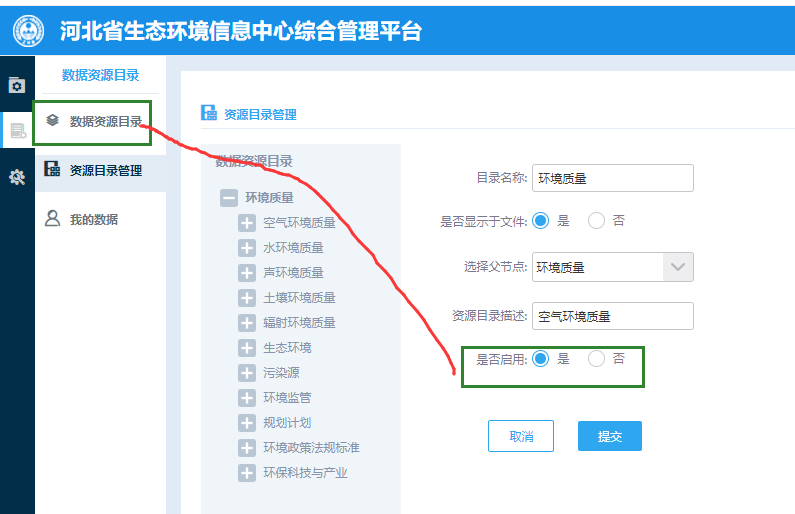 河北省生态环境信息中心综合管理平台
数据资源目录
数据资源目录
资源目录管理
我的数据
资源目录管理
数据资源目录
环境质量
空气环境质量
水环境质量
声环境质量
土壤环境质量
辐射环境质量
生态环境
污染源
环境监管
规划计划
环境政策法规标准
环保科技与产业
目录名称: 环境质量
是否显示于文件: 是 否
选择父节点: 环境质量
资源目录描述: 空气环境质量
是否启用: 是 否
取消 提交